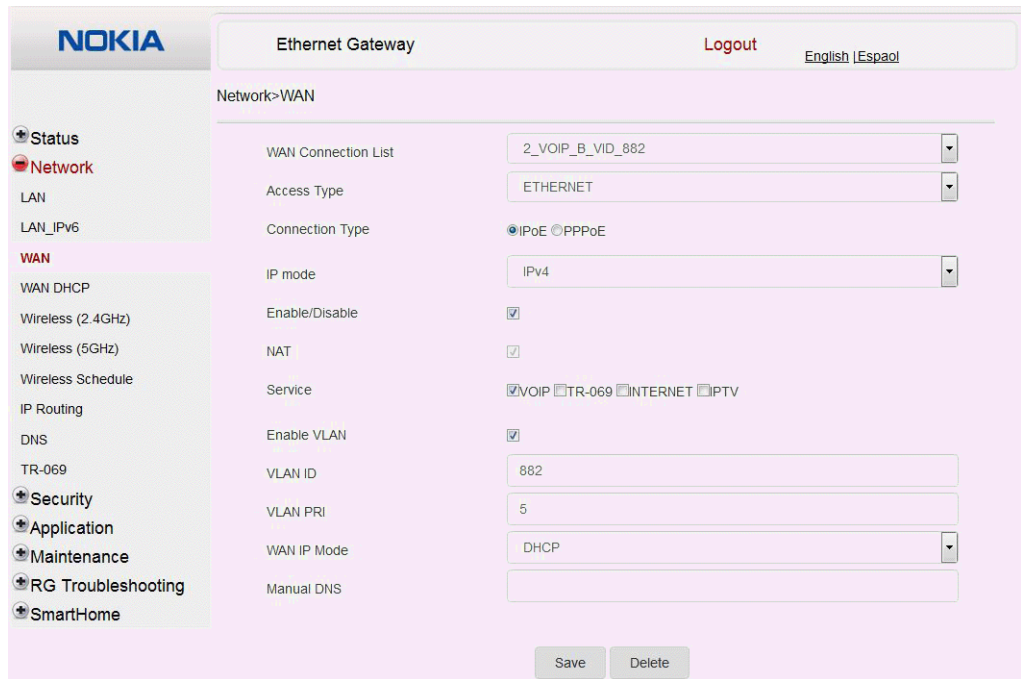 NOKIA
Ethernet Gateway
Logout
English | Espaol
Network>WAN
Status
Network
LAN
LAN_IPv6
WAN
WAN DHCP
Wireless (2.4GHz)
Wireless (5GHz)
Wireless Schedule
IP Routing
DNS
TR-069
Security
Application
Maintenance
RG Troubleshooting
SmartHome
WAN Connection List 2_VOIP_B_VID_882
Access Type ETHERNET
Connection Type IPoE PPPoE
IP mode IPv4
Enable/Disable
NAT
Service VOIP TR-069 INTERNET IPTV
Enable VLAN
VLAN ID 882
VLAN PRI 5
WAN IP Mode DHCP
Manual DNS
Save Delete